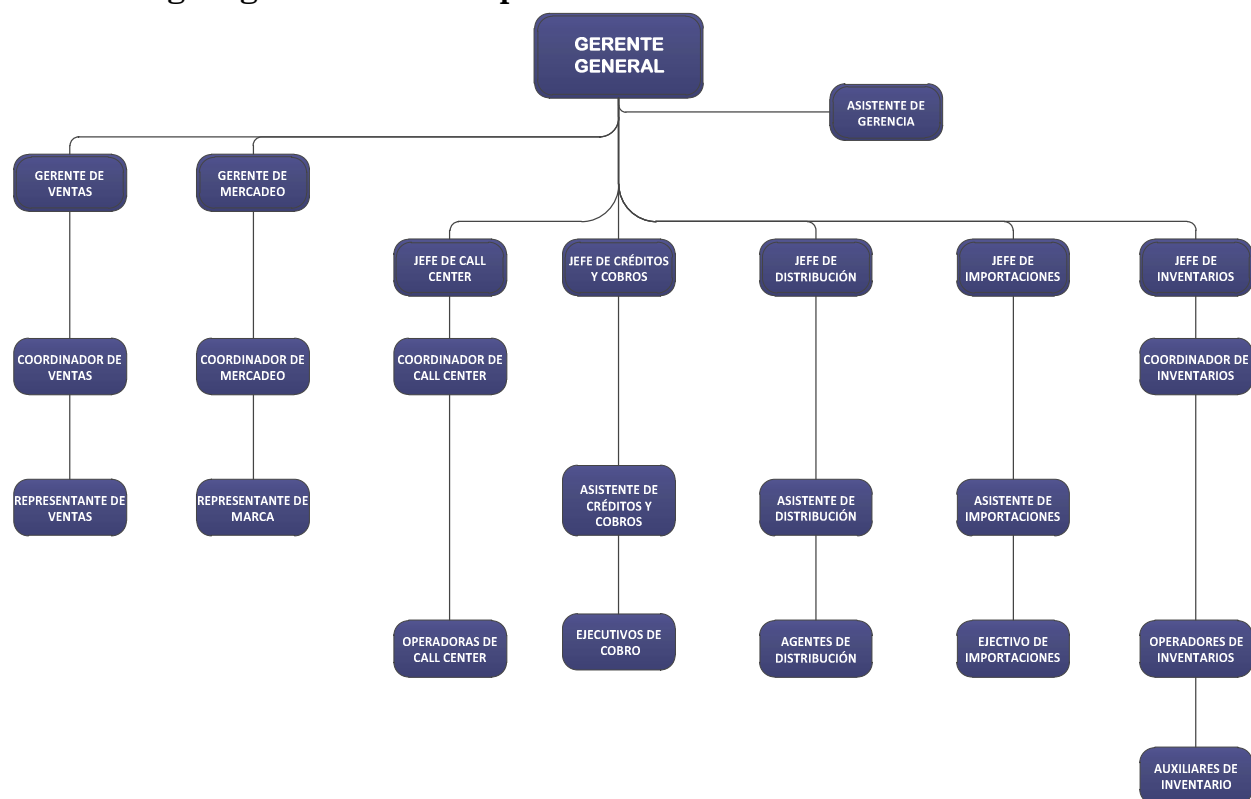 GERENTE
GENERAL
ASISTENTE DE
GERENCIA
GERENTE DE
VENTAS
GERENTE DE
MERCADEO
JEFE DE CALL
CENTER
JEFE DE CRÉDITOS
Y COBROS
JEFE DE
DISTRIBUCIÓN
JEFE DE
IMPORTACIONES
JEFE DE
INVENTARIOS
COORDINADOR DE
VENTAS
COORDINADOR DE
MERCADEO
COORDINADOR DE
CALL CENTER
COORDINADOR DE
INVENTARIOS
REPRESENTANTE DE
VENTAS
REPRESENTANTE DE
MARCA
ASISTENTE DE
CRÉDITOS Y
COBROS
ASISTENTE DE
DISTRIBUCIÓN
ASISTENTE DE
IMPORTACIONES
OPERADORAS DE
CALL CENTER
EJECUTIVOS DE
COBRO
AGENTES DE
DISTRIBUCIÓN
EJECTIVO DE
IMPORTACIONES
OPERADORES DE
INVENTARIOS
AUXILIARES DE
INVENTARIO